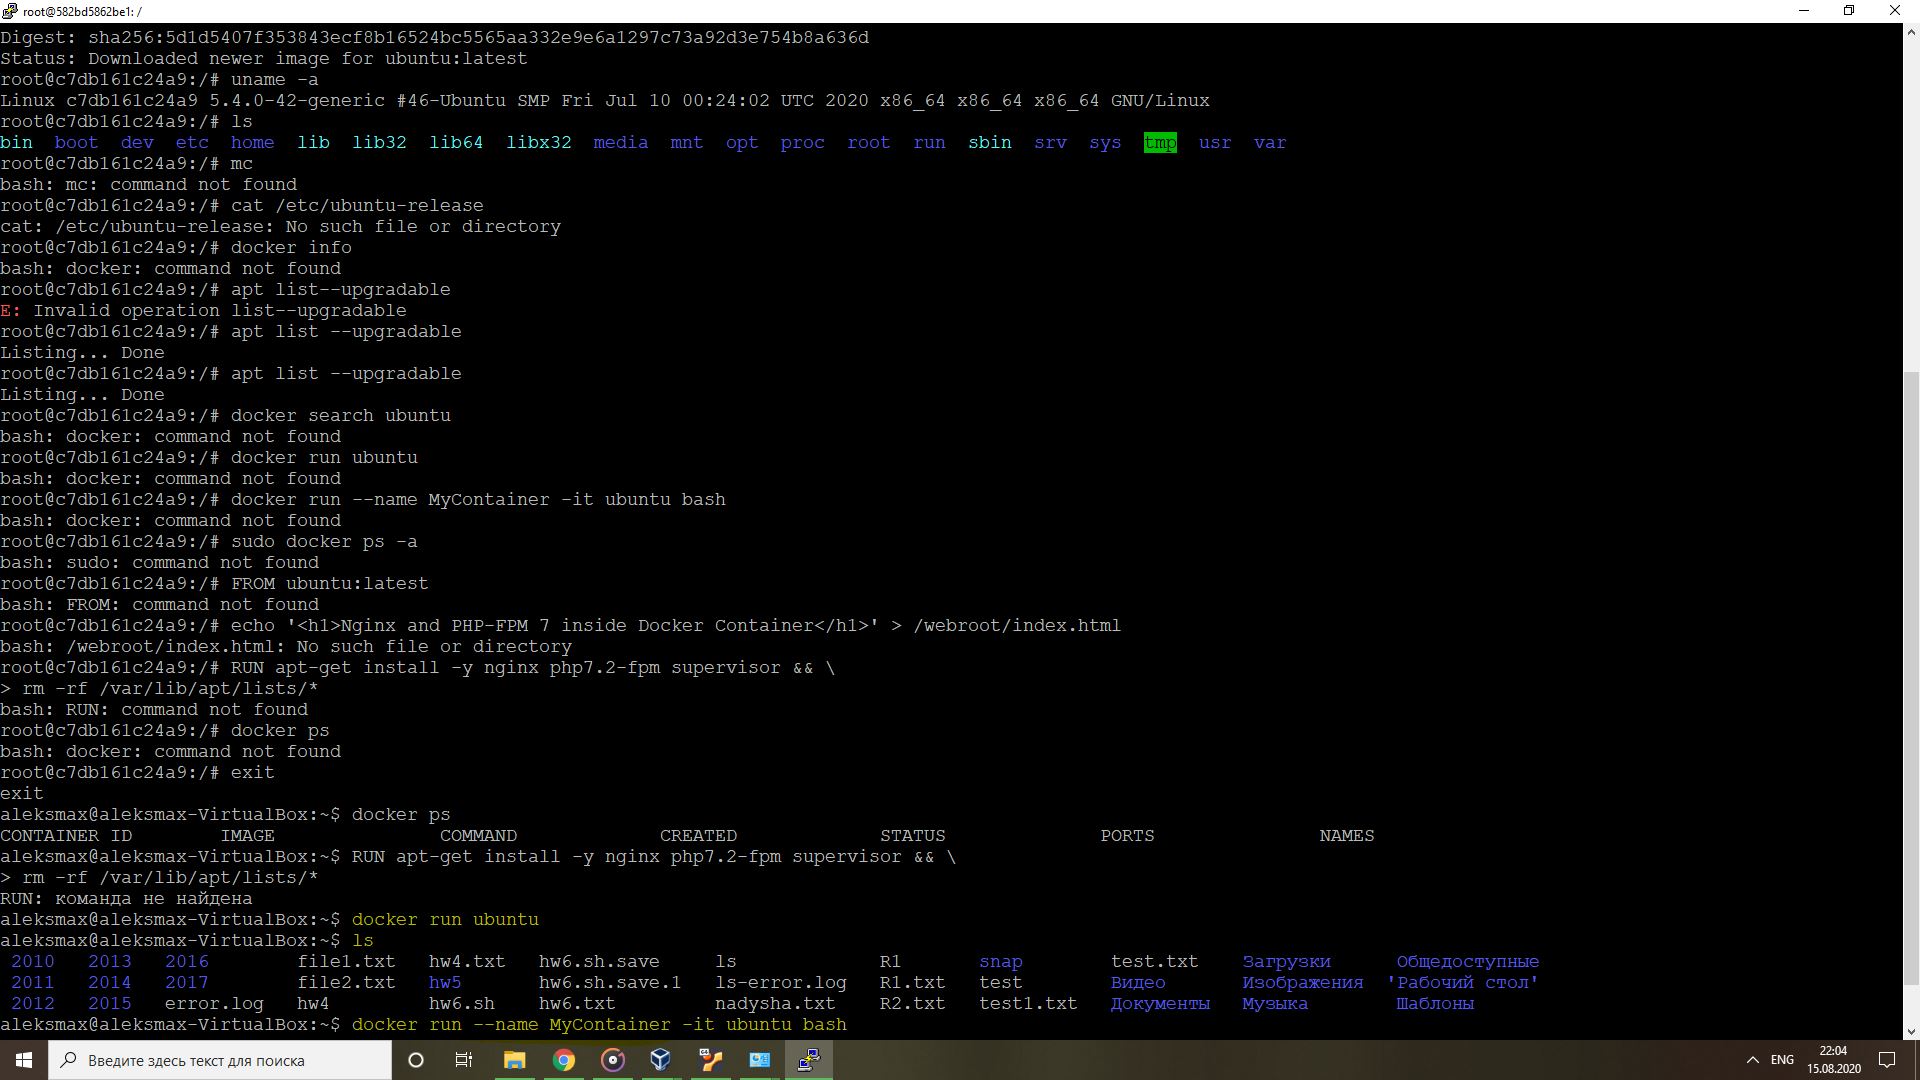 root@582bd5862be1: /
Digest: sha256:5d1d5407f353843ecf8b16524bc5565aa332e9e6a1297c73a92d3e754b8a636d
Status: Downloaded newer image for ubuntu:latest
root@c7db161c24a9:/# uname -a
Linux c7db161c24a9 5.4.0-42-generic #46-Ubuntu SMP Fri Jul 10 00:24:02 UTC 2020 x86_64 x86_64 x86_64 GNU/Linux
root@c7db161c24a9:/# ls
bin  boot  dev  etc  home  lib  lib32  lib64  libx32  media  mnt  opt  proc  root  run  sbin  srv  sys  tmp  usr  var
root@c7db161c24a9:/# mc
bash: mc: command not found
root@c7db161c24a9:/# cat /etc/ubuntu-release
cat: /etc/ubuntu-release: No such file or directory
root@c7db161c24a9:/# docker info
bash: docker: command not found
root@c7db161c24a9:/# apt list--upgradable
E: Invalid operation list--upgradable
root@c7db161c24a9:/# apt list --upgradable
Listing... Done
root@c7db161c24a9:/# apt list --upgradable
Listing... Done
root@c7db161c24a9:/# docker search ubuntu
bash: docker: command not found
root@c7db161c24a9:/# docker run ubuntu
bash: docker: command not found
root@c7db161c24a9:/# docker run --name MyContainer -it ubuntu bash
bash: docker: command not found
root@c7db161c24a9:/# sudo docker ps -a
bash: sudo: command not found
root@c7db161c24a9:/# FROM ubuntu:latest
bash: FROM: command not found
root@c7db161c24a9:/# echo '<h1>Nginx and PHP-FPM 7 inside Docker Container</h1>' > /webroot/index.html
bash: /webroot/index.html: No such file or directory
root@c7db161c24a9:/# RUN apt-get install -y nginx php7.2-fpm supervisor && \
> rm -rf /var/lib/apt/lists/*
bash: RUN: command not found
root@c7db161c24a9:/# docker ps
bash: docker: command not found
root@c7db161c24a9:/# exit
exit
aleksmax@aleksmax-VirtualBox:~$ docker ps
CONTAINER ID        IMAGE               COMMAND             CREATED             STATUS              PORTS               NAMES
aleksmax@aleksmax-VirtualBox:~$ RUN apt-get install -y nginx php7.2-fpm supervisor && \
> rm -rf /var/lib/apt/lists/*
RUN: команда не найдена
aleksmax@aleksmax-VirtualBox:~$ docker run ubuntu
aleksmax@aleksmax-VirtualBox:~$ ls
2010   2013   2016        file1.txt   hw4.txt   hw6.sh.save     ls             R1       snap        test.txt    Загрузки      Общедоступные
2011   2014   2017        file2.txt   hw5       hw6.sh.save.1   ls-error.log   R1.txt   test        Видео       Изображения  'Рабочий стол'
2012   2015   error.log   hw4         hw6.sh    hw6.txt         nadysha.txt    R2.txt   test1.txt   Документы   Музыка        Шаблоны
aleksmax@aleksmax-VirtualBox:~$ docker run --name MyContainer -it ubuntu bash
Введите здесь текст для поиска
ENG
22:04
15.08.2020